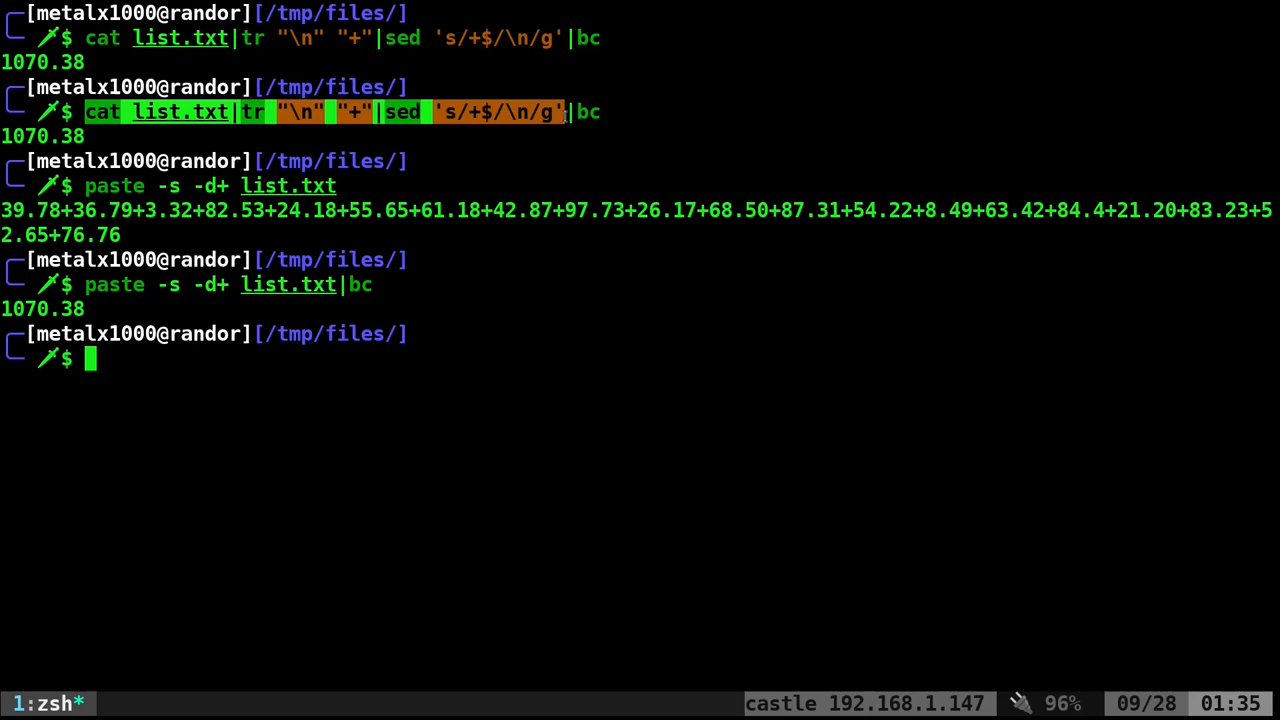 [metalx1000@randor][/tmp/files/]
$ cat list.txt|tr "\n" "+"|sed 's/+$/\n/g'|bc
1070.38
[metalx1000@randor][/tmp/files/]
$ cat list.txt|tr "\n" "+"|sed 's/+$/\n/g'|bc
1070.38
[metalx1000@randor][/tmp/files/]
$ paste -s -d+ list.txt
39.78+36.79+3.32+82.53+24.18+55.65+61.18+42.87+97.73+26.17+68.50+87.31+54.22+8.49+63.42+84.4+21.20+83.23+5
2.65+76.76
[metalx1000@randor][/tmp/files/]
$ paste -s -d+ list.txt|bc
1070.38
[metalx1000@randor][/tmp/files/]
$
1:zsh* castle 192.168.1.147 96% 09/28 01:35